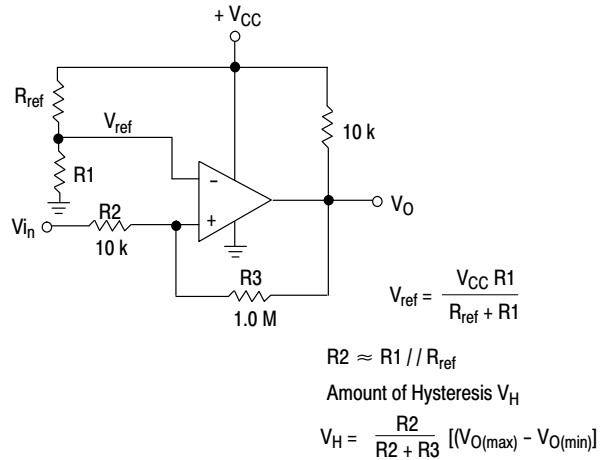 + VCC
Rref
Vref
10 k
R1
–
VO
R2
Vin
+
10 k
R3
1.0 M
Vref = VCC R1 / Rref + R1
R2 ≈ R1 // Rref
Amount of Hysteresis VH
VH = R2 / R2 + R3 [(VO(max) – VO(min)]